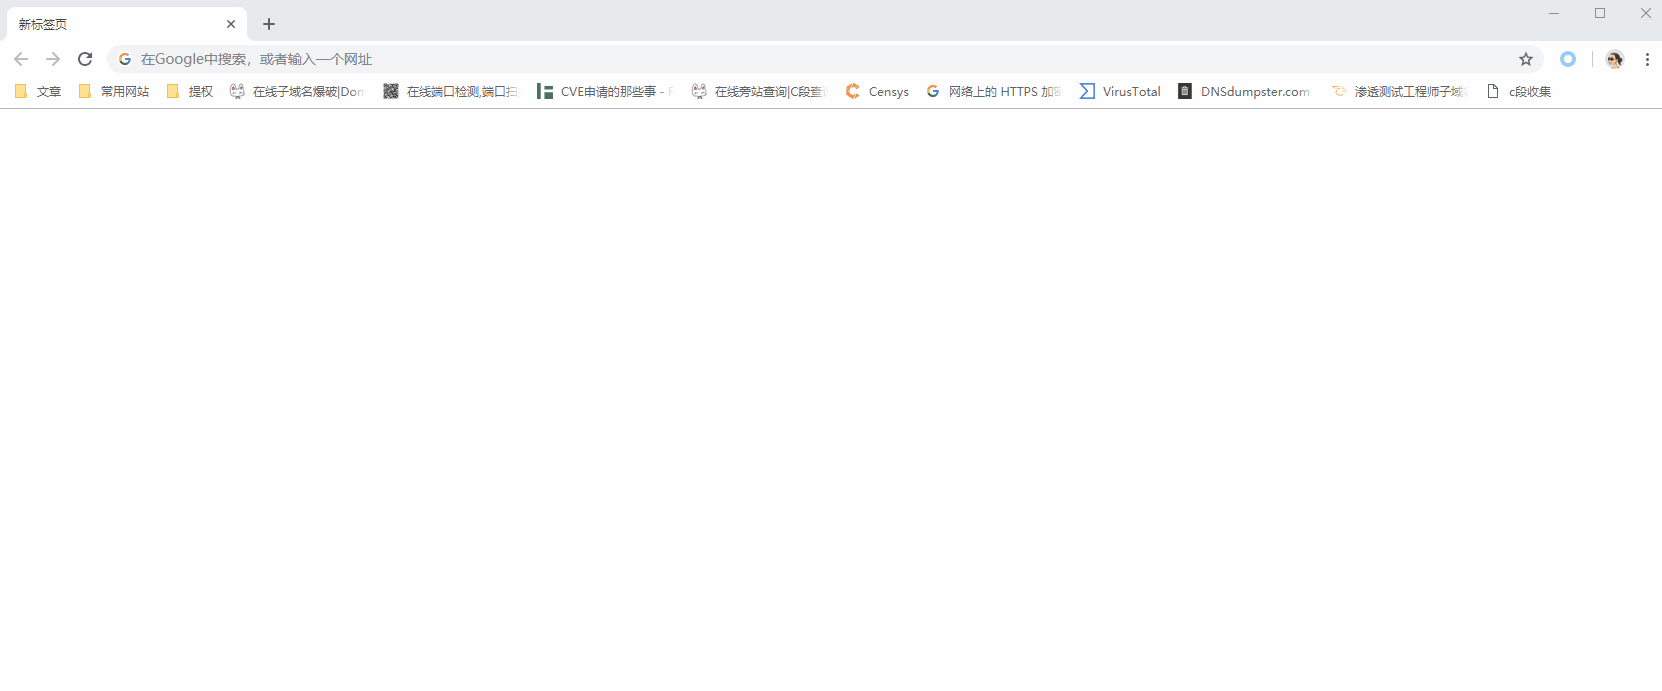 新标签页
在Google中搜索，或者输入一个网址
文章 常用网站 提权 在线子域名爆破|Dom 在线端口检测,端口扫 CVE申请的那些事 - 在线旁站查询|C段查 Censys 网络上的 HTTPS 加密 VirusTotal DNSdumpster.com 渗透测试工程师子域 c段收集